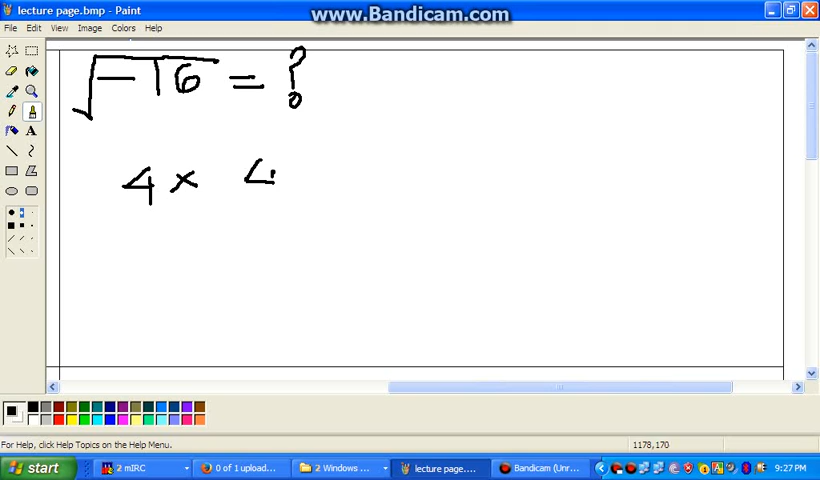 lecture page.bmp - Paint
www.Bandicam.com
File Edit View Image Colors Help
√-16 = ?
4 × 4
For Help, click Help Topics on the Help Menu.
1178,170
start
2 mIRC
0 of 1 upload...
2 Windows ...
lecture page....
Bandicam (Unr...
9:27 PM